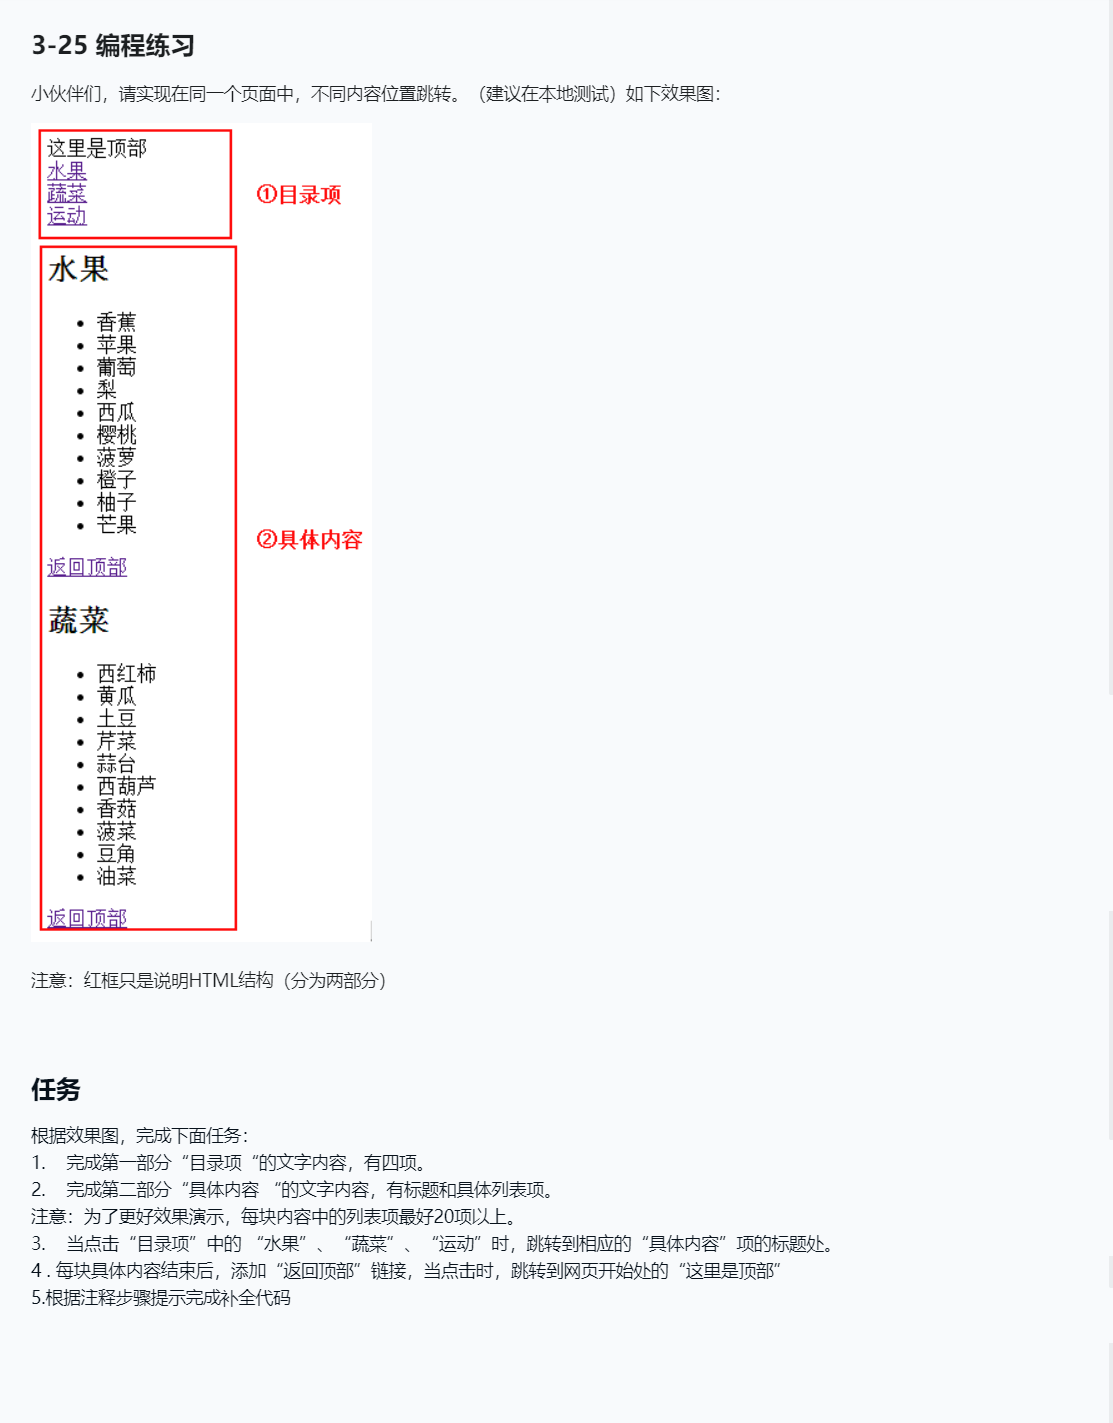 3-25 编程练习
小伙伴们，请实现在同一个页面中，不同内容位置跳转。（建议在本地测试）如下效果图：
这里是顶部
水果
蔬菜
运动
①目录项
水果
• 香蕉
• 苹果
• 葡萄
• 梨
• 西瓜
• 樱桃
• 菠萝
• 橙子
• 柚子
• 芒果
②具体内容
返回顶部
蔬菜
• 西红柿
• 黄瓜
• 土豆
• 芹菜
• 蒜台
• 西葫芦
• 香菇
• 菠菜
• 豆角
• 油菜
返回顶部
注意：红框只是说明HTML结构（分为两部分）
任务
根据效果图，完成下面任务：
1. 完成第一部分“目录项“的文字内容，有四项。
2. 完成第二部分“具体内容 “的文字内容，有标题和具体列表项。
注意：为了更好效果演示，每块内容中的列表项最好20项以上。
3. 当点击“目录项”中的 “水果”、“蔬菜”、“运动”时，跳转到相应的“具体内容”项的标题处。
4 . 每块具体内容结束后，添加“返回顶部”链接，当点击时，跳转到网页开始处的“这里是顶部”
5.根据注释步骤提示完成补全代码